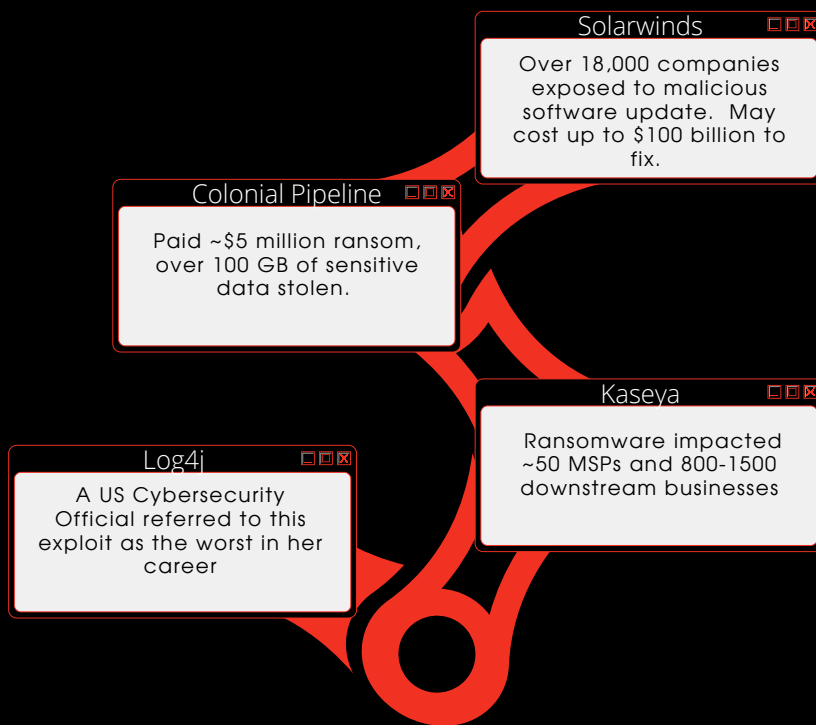 Solarwinds
Over 18,000 companies
exposed to malicious
software update.  May
cost up to $100 billion to
fix.
Colonial Pipeline
Paid ~$5 million ransom,
over 100 GB of sensitive
data stolen.
Kaseya
Ransomware impacted
~50 MSPs and 800-1500
downstream businesses
Log4j
A US Cybersecurity
Official referred to this
exploit as the worst in her
career